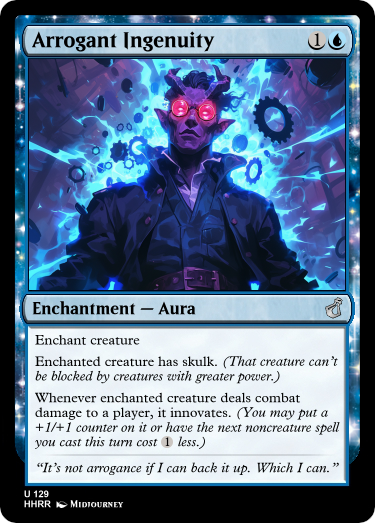 Arrogant Ingenuity 1
Enchantment — Aura
Enchant creature
Enchanted creature has skulk. (That creature can't
be blocked by creatures with greater power.)
Whenever enchanted creature deals combat
damage to a player, it innovates. (You may put a
+1/+1 counter on it or have the next noncreature spell
you cast this turn cost 1 less.)
“It's not arrogance if I can back it up. Which I can.”
U 129
HHRR Midjourney